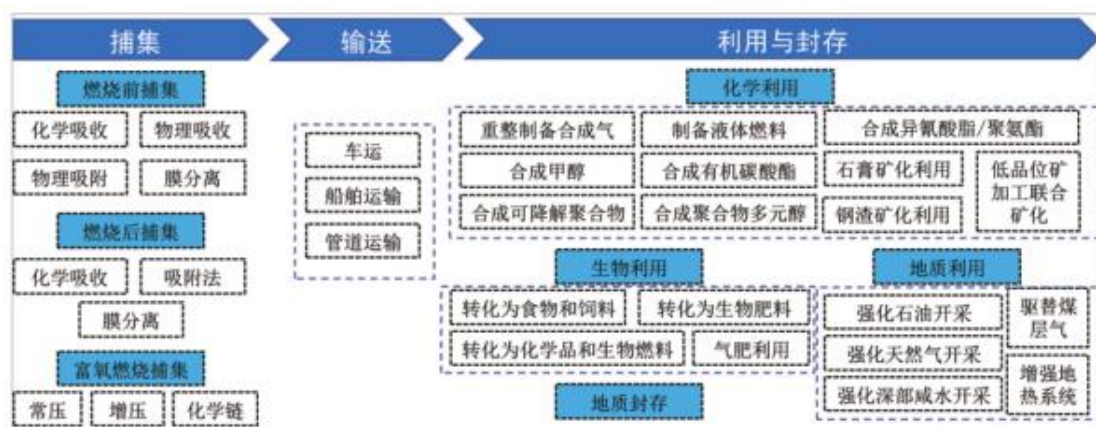 捕集
输送
利用与封存
燃烧前捕集
化学吸收
物理吸收
物理吸附
膜分离
燃烧后捕集
化学吸收
吸附法
膜分离
富氧燃烧捕集
常压
增压
化学链
车运
船舶运输
管道运输
化学利用
重整制备合成气
制备液体燃料
合成异氰酸脂/聚氨酯
合成甲醇
合成有机碳酸酯
石膏矿化利用
低品位矿
加工联合
矿化
合成可降解聚合物
合成聚合物多元醇
钢渣矿化利用
生物利用
转化为食物和饲料
转化为生物肥料
转化为化学品和生物燃料
气肥利用
地质利用
强化石油开采
驱替煤
层气
强化天然气开采
增强地
热系统
强化深部咸水开采
地质封存